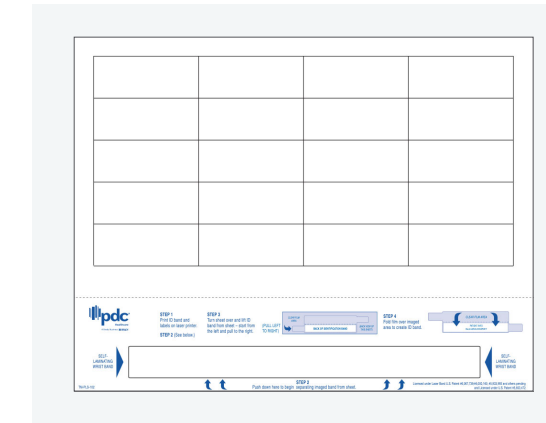 pdc
healthcare
STEP 1
Print ID band and
labels on laser printer.
STEP 2 (See below.)
STEP 3
Turn sheet over and lift ID
band from sheet – start from
the left and pull to the right.
(PULL LEFT
TO RIGHT)
BACK OF IDENTIFICATION BAND
STEP 4
Fold film over imaged
area to create ID band.
CLEAR FILM AREA
SELF-
LAMINATING
WRIST BAND
SELF-
LAMINATING
WRIST BAND
STEP 2
Push down here to begin separating imaged band from sheet.